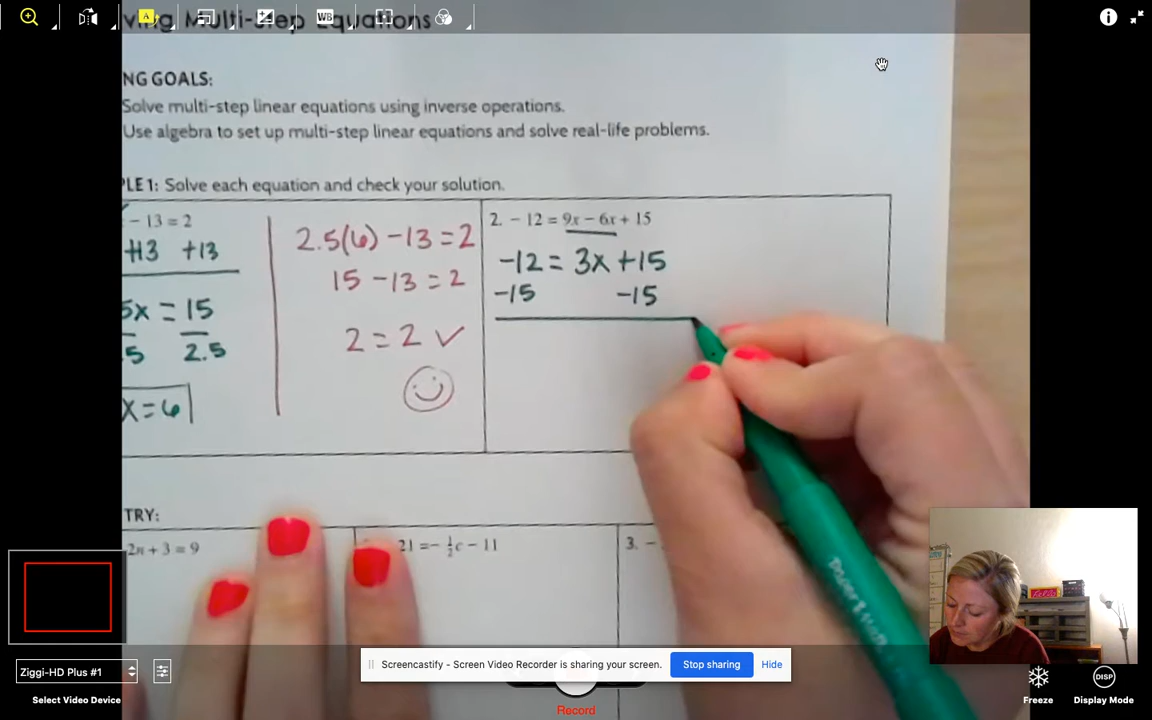 ving Multi-Step Equations
A
WB
NG GOALS:
Solve multi-step linear equations using inverse operations.
Use algebra to set up multi-step linear equations and solve real-life problems.
PLE 1: Solve each equation and check your solution.
- 13 = 2
+13 +13
5x = 15
.5 2.5
x = 6
2.5(6) - 13 = 2
15 - 13 = 2
2 = 2 ✓
2. - 12 = 9x - 6x + 15
-12 = 3x + 15
-15 -15
TRY:
2n + 3 = 9
21 = - 1/2 c - 11
3. -
PAPER MATE
Ziggi-HD Plus #1
Select Video Device
Screencastify - Screen Video Recorder is sharing your screen.
Stop sharing
Hide
Record
Freeze
DISP
Display Mode